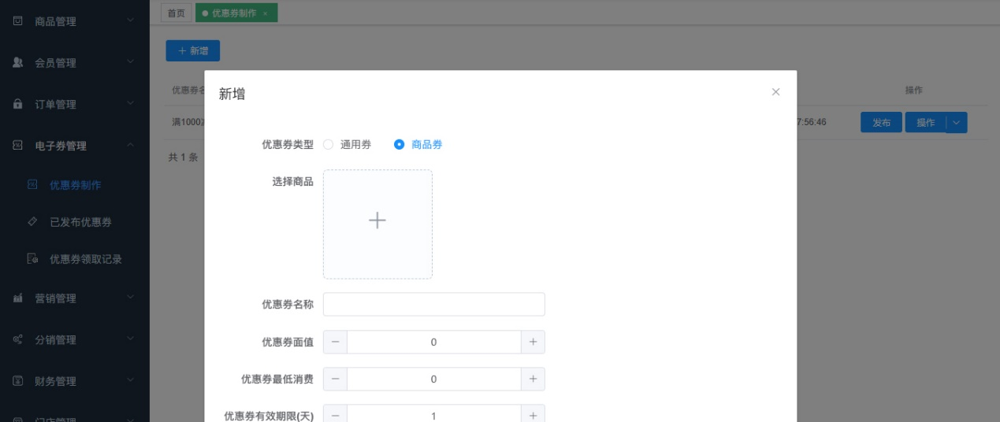 商品管理
会员管理
订单管理
电子券管理
优惠券制作
已发布优惠券
优惠券领取记录
营销管理
分销管理
财务管理
门店管理
首页
优惠券制作 ×
+ 新增
优惠券名
操作
满1000
7:56:46
发布
操作
共 1 条
新增
优惠券类型
通用券
商品券
选择商品
优惠券名称
优惠券面值
0
优惠券最低消费
0
优惠券有效期限(天)
1